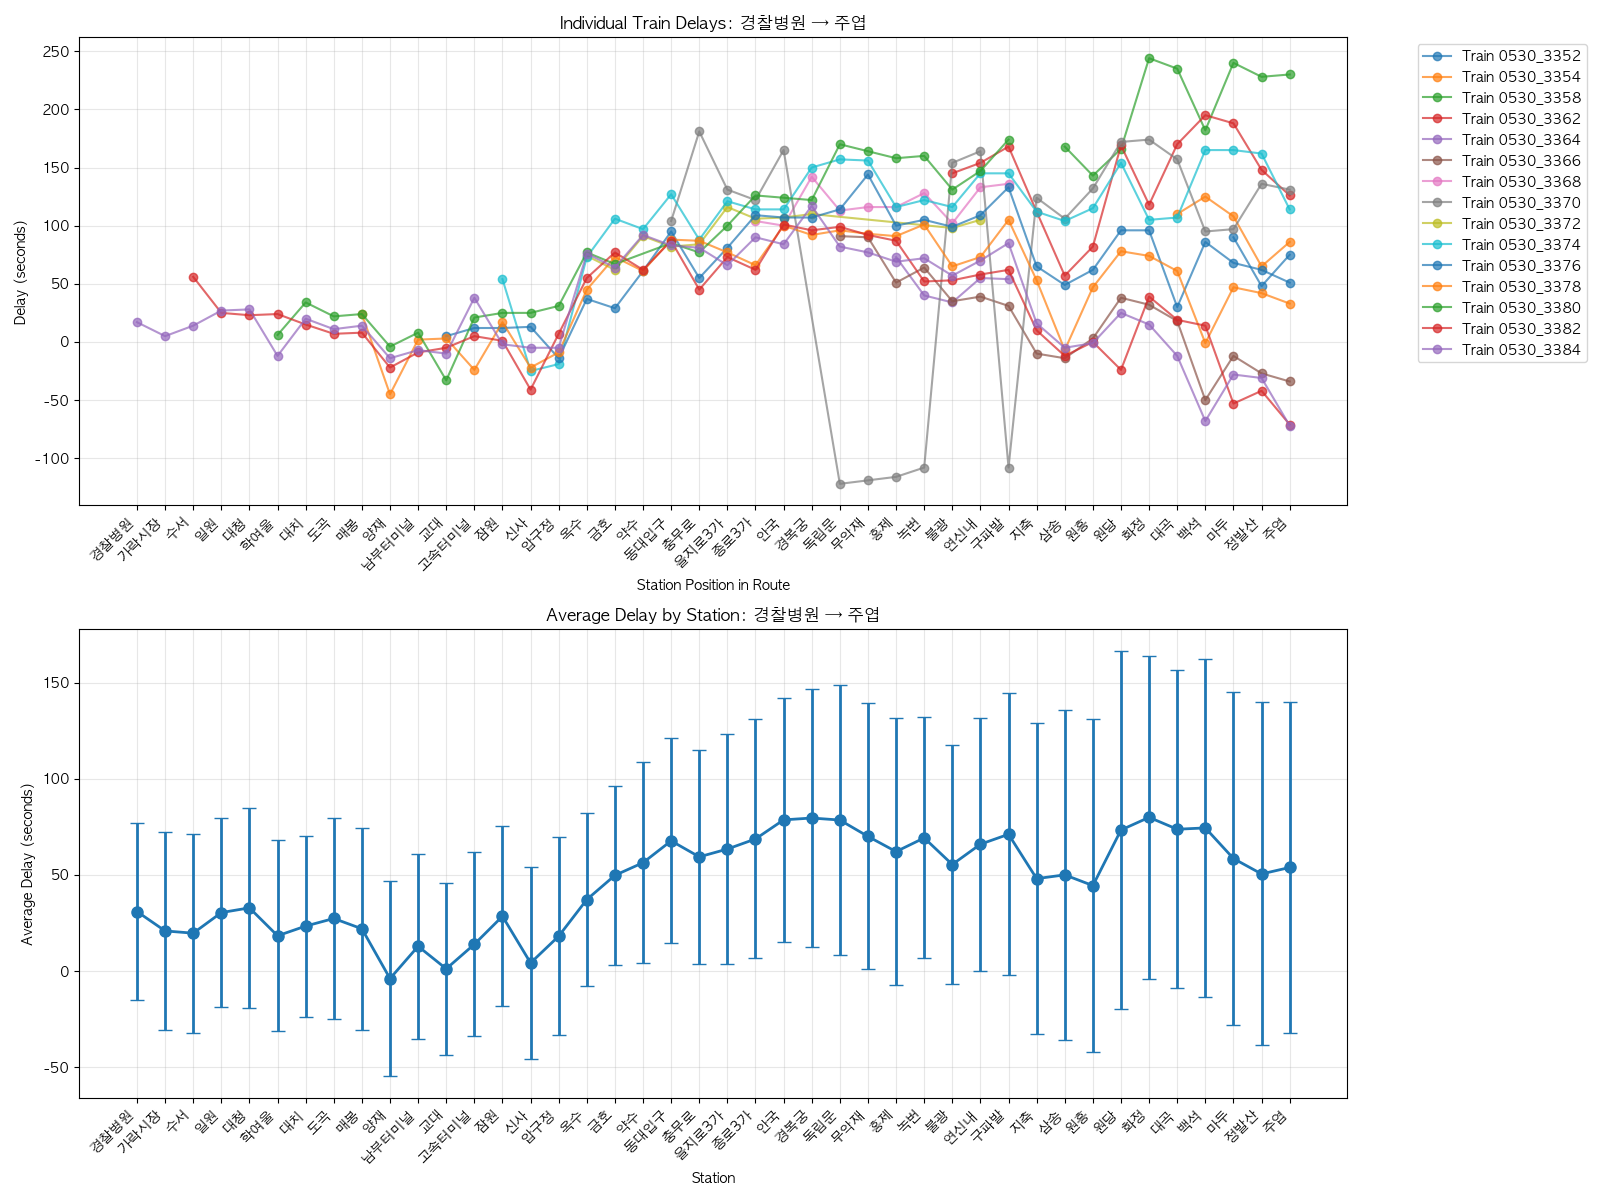 Individual Train Delays: 경찰병원 → 주엽
Delay (seconds)
250
200
150
100
50
0
-50
-100
경찰병원
가락시장
수서
일원
대청
학여울
대치
도곡
매봉
양재
남부터미널
교대
고속터미널
잠원
신사
압구정
옥수
금호
약수
동대입구
충무로
을지로3가
종로3가
안국
경복궁
독립문
무악재
홍제
녹번
불광
연신내
구파발
지축
삼송
원흥
원당
화정
대곡
백석
마두
정발산
주엽
Station Position in Route
Train 0530_3352
Train 0530_3354
Train 0530_3358
Train 0530_3362
Train 0530_3364
Train 0530_3366
Train 0530_3368
Train 0530_3370
Train 0530_3372
Train 0530_3374
Train 0530_3376
Train 0530_3378
Train 0530_3380
Train 0530_3382
Train 0530_3384
Average Delay by Station: 경찰병원 → 주엽
Average Delay (seconds)
150
100
50
0
-50
경찰병원
가락시장
수서
일원
대청
학여울
대치
도곡
매봉
양재
남부터미널
교대
고속터미널
잠원
신사
압구정
옥수
금호
약수
동대입구
충무로
을지로3가
종로3가
안국
경복궁
독립문
무악재
홍제
녹번
불광
연신내
구파발
지축
삼송
원흥
원당
화정
대곡
백석
마두
정발산
주엽
Station